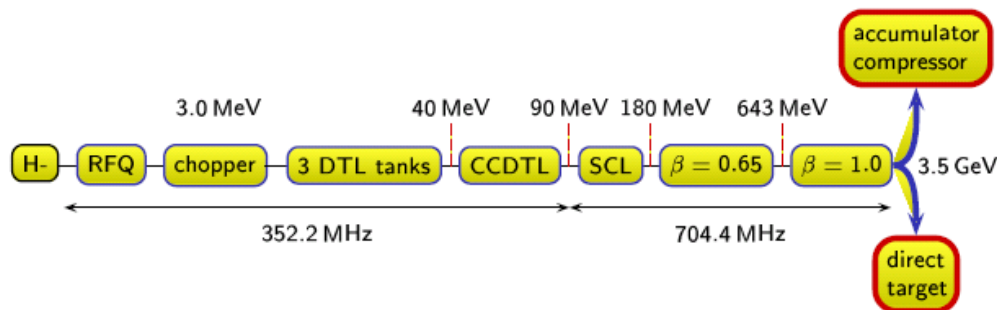 accumulator
compressor
3.0 MeV
40 MeV
90 MeV
180 MeV
643 MeV
H-
RFQ
chopper
3 DTL tanks
CCDTL
SCL
β = 0.65
β = 1.0
3.5 GeV
352.2 MHz
704.4 MHz
direct
target